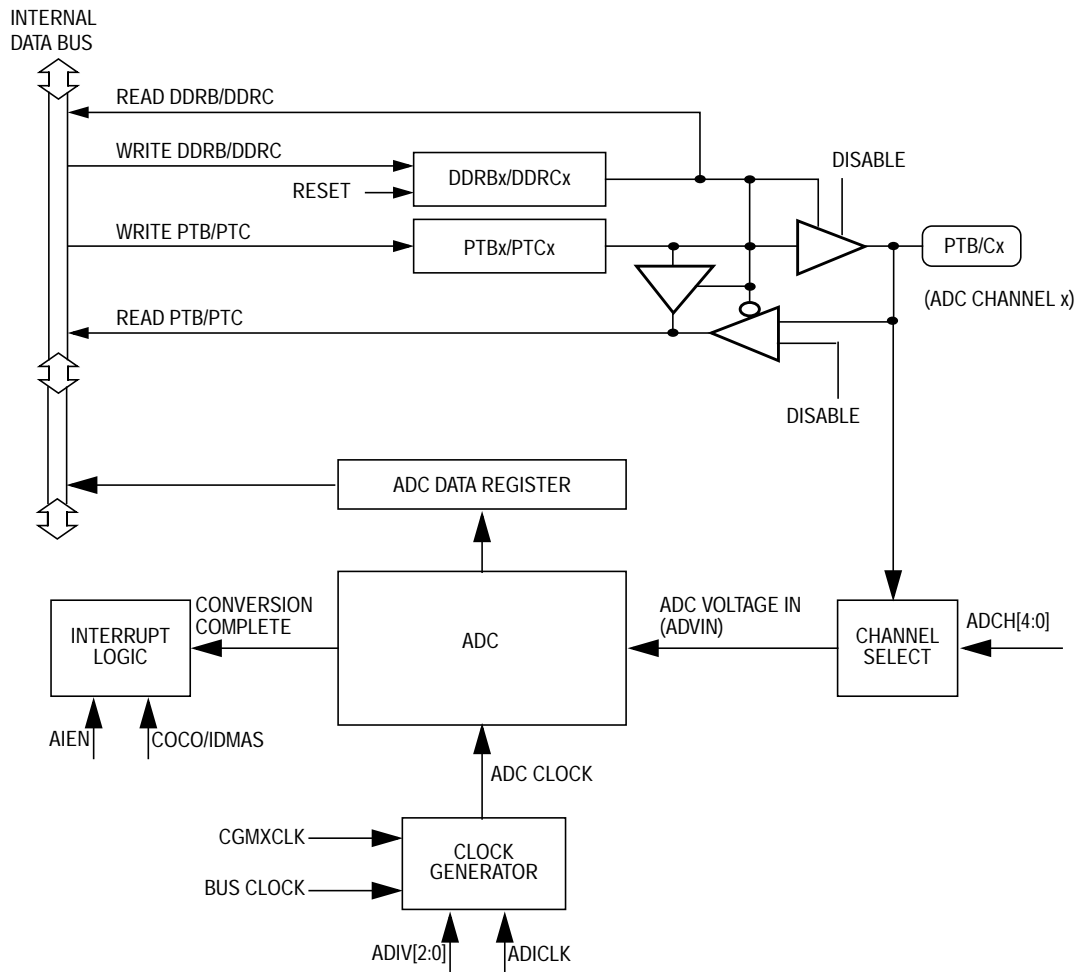 INTERNAL
DATA BUS
READ DDRB/DDRC
WRITE DDRB/DDRC
DISABLE
DDRBx/DDRCx
RESET
WRITE PTB/PTC
PTBx/PTCx
PTB/Cx
(ADC CHANNEL x)
READ PTB/PTC
DISABLE
ADC DATA REGISTER
CONVERSION
COMPLETE
INTERRUPT
LOGIC
ADC
ADC VOLTAGE IN
(ADVIN)
CHANNEL
SELECT
ADCH[4:0]
AIEN
COCO/IDMAS
ADC CLOCK
CGMXCLK
CLOCK
GENERATOR
BUS CLOCK
ADIV[2:0]
ADICLK